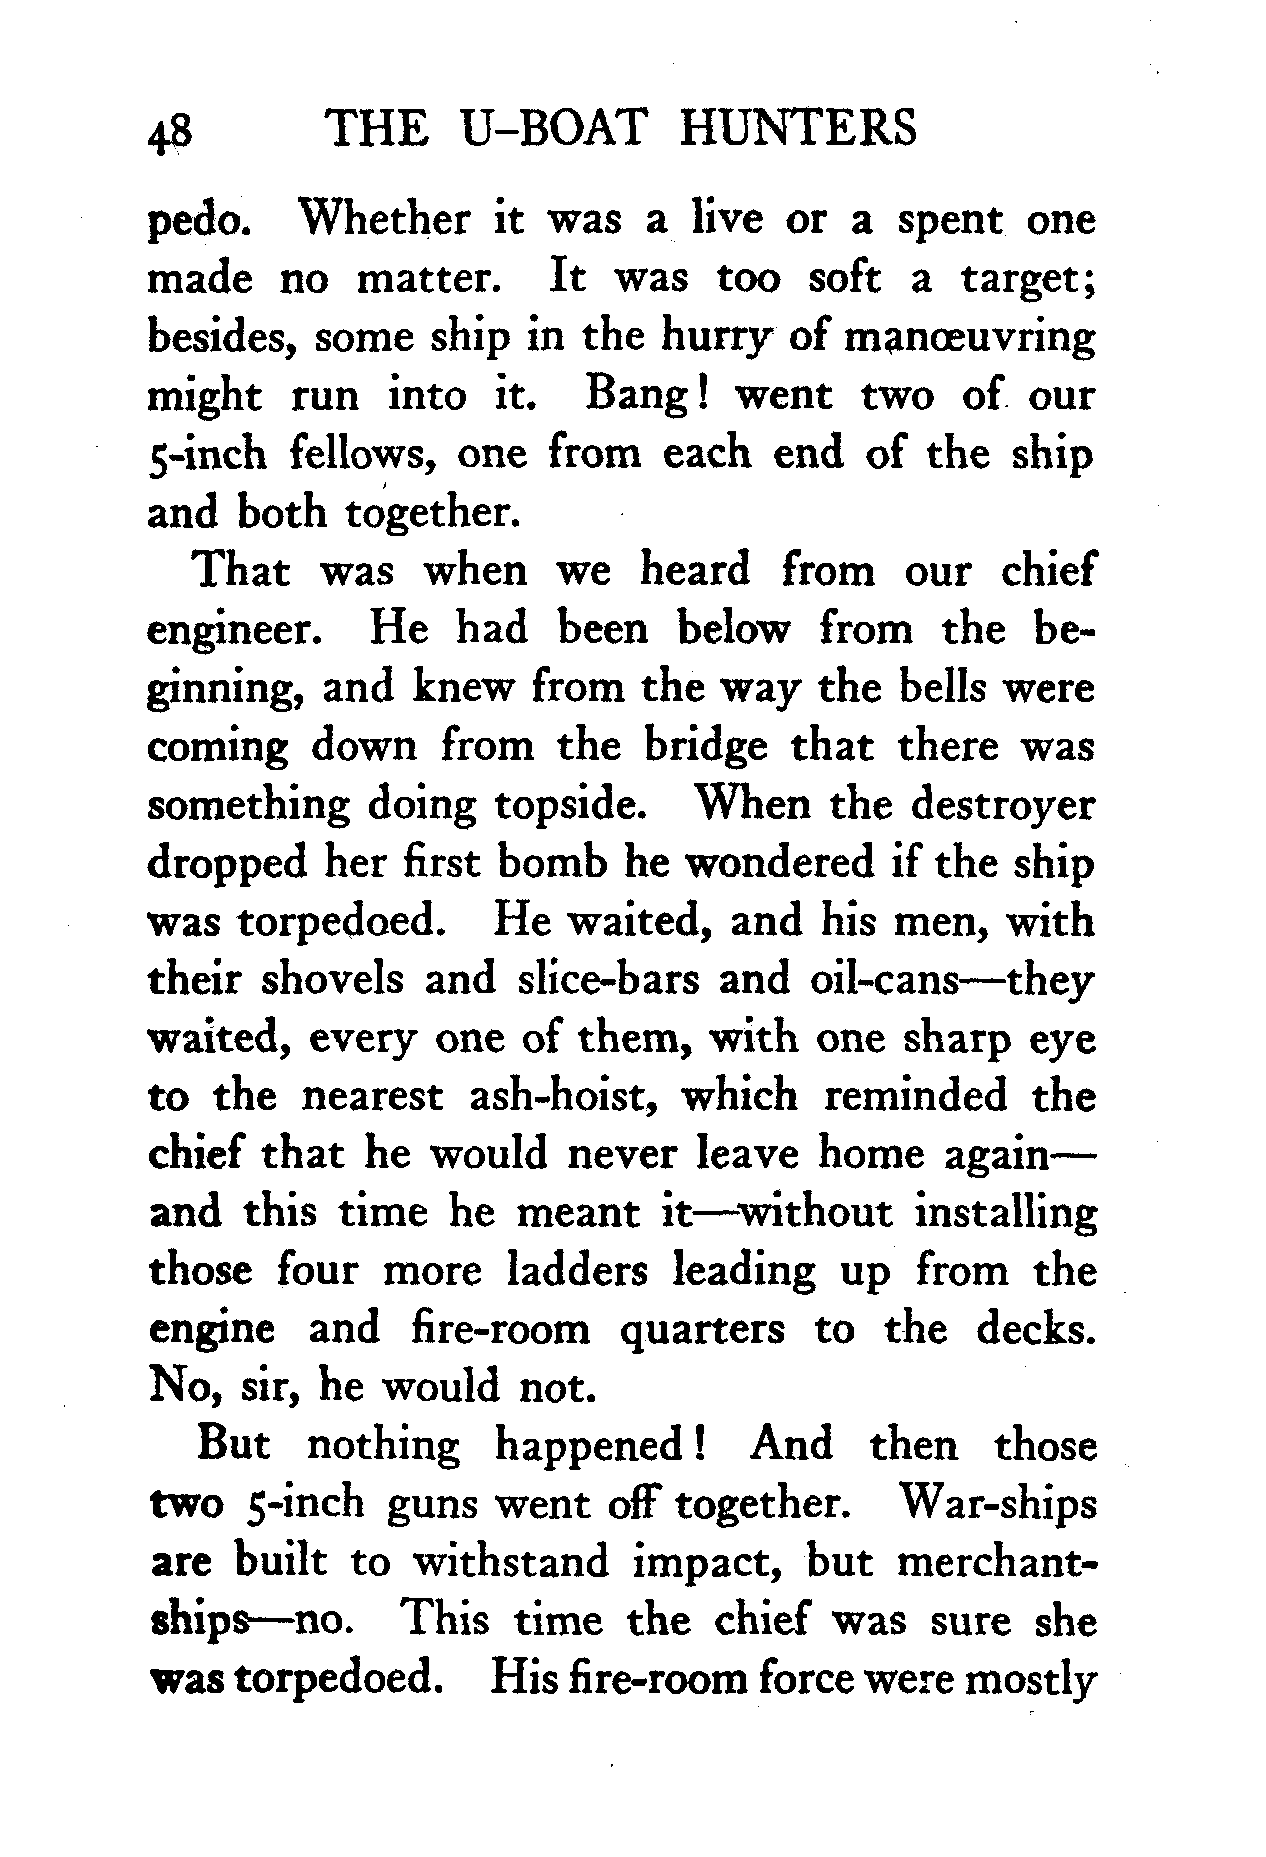 48 THE U-BOAT HUNTERS
pedo. Whether it was a live or a spent one
made no matter. It was too soft a target;
besides, some ship in the hurry of manœuvring
might run into it. Bang! went two of our
5-inch fellows, one from each end of the ship
and both together.
That was when we heard from our chief
engineer. He had been below from the be-
ginning, and knew from the way the bells were
coming down from the bridge that there was
something doing topside. When the destroyer
dropped her first bomb he wondered if the ship
was torpedoed. He waited, and his men, with
their shovels and slice-bars and oil-cans—they
waited, every one of them, with one sharp eye
to the nearest ash-hoist, which reminded the
chief that he would never leave home again—
and this time he meant it—without installing
those four more ladders leading up from the
engine and fire-room quarters to the decks.
No, sir, he would not.
But nothing happened! And then those
two 5-inch guns went off together. War-ships
are built to withstand impact, but merchant-
ships—no. This time the chief was sure she
was torpedoed. His fire-room force were mostly